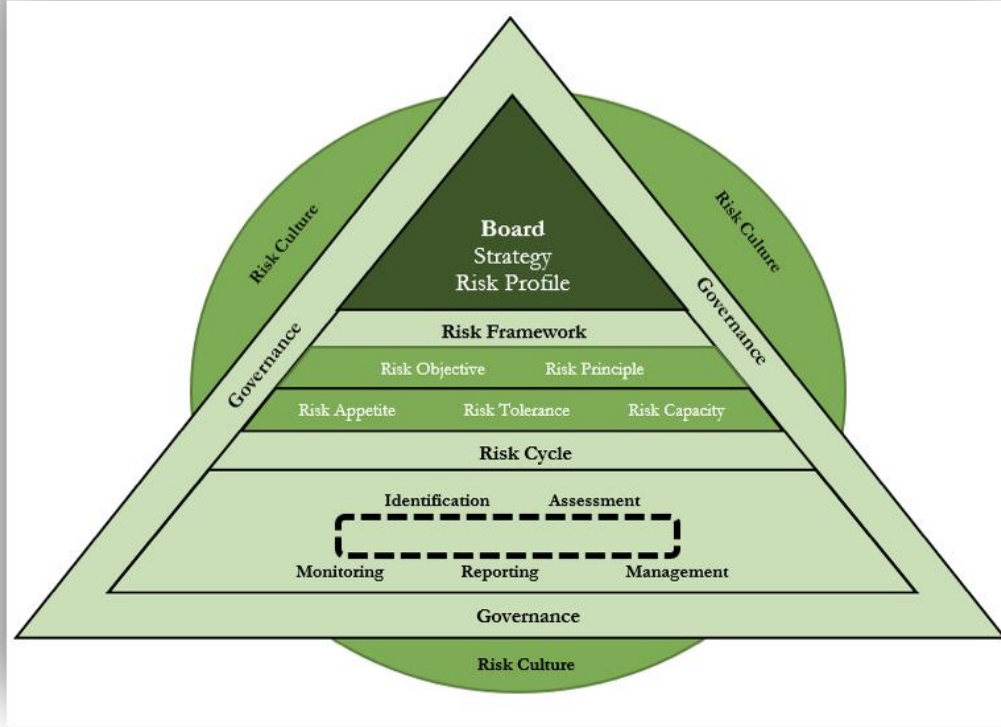 Risk Culture
Risk Culture
Board
Strategy
Risk Profile
Governance
Governance
Risk Framework
Risk Objective Risk Principle
Risk Appetite Risk Tolerance Risk Capacity
Risk Cycle
Identification Assessment
Monitoring Reporting Management
Governance
Risk Culture